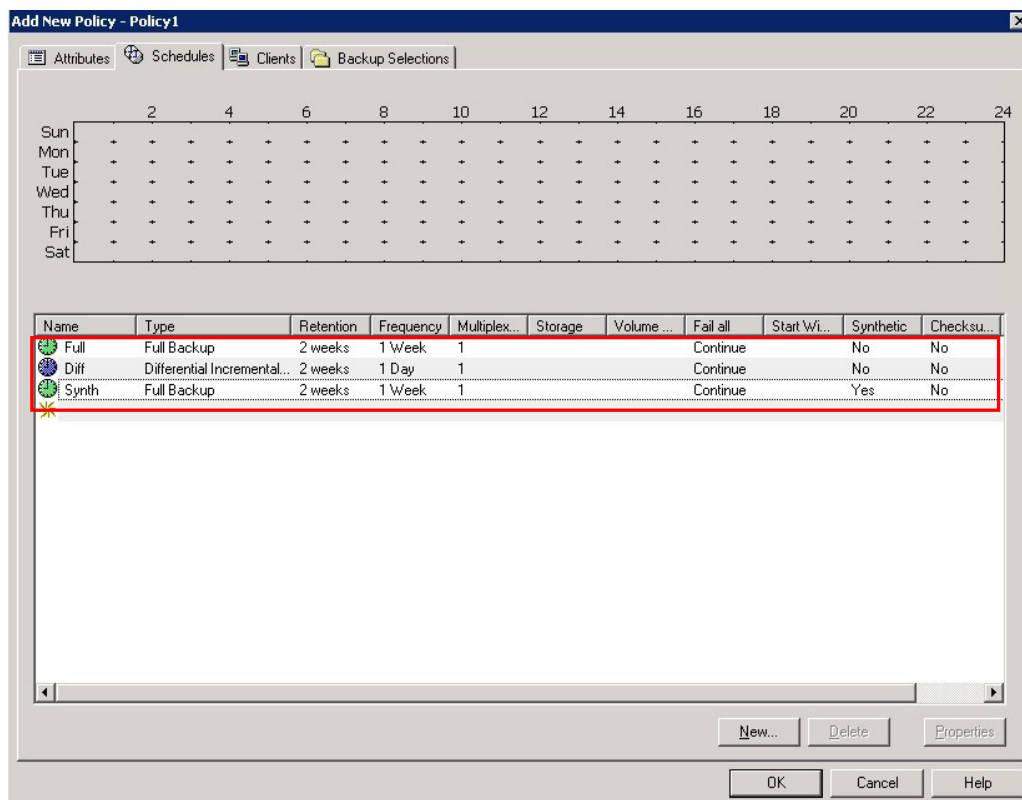 Add New Policy - Policy1
Attributes Schedules Clients Backup Selections
2 4 6 8 10 12 14 16 18 20 22 24
Sun
Mon
Tue
Wed
Thu
Fri
Sat
Name Type Retention Frequency Multiplex... Storage Volume ... Fail all Start Wi... Synthetic Checksu...
Full Full Backup 2 weeks 1 Week 1 Continue No No
Diff Differential Incremental... 2 weeks 1 Day 1 Continue No No
Synth Full Backup 2 weeks 1 Week 1 Continue Yes No
New... Delete Properties
OK Cancel Help